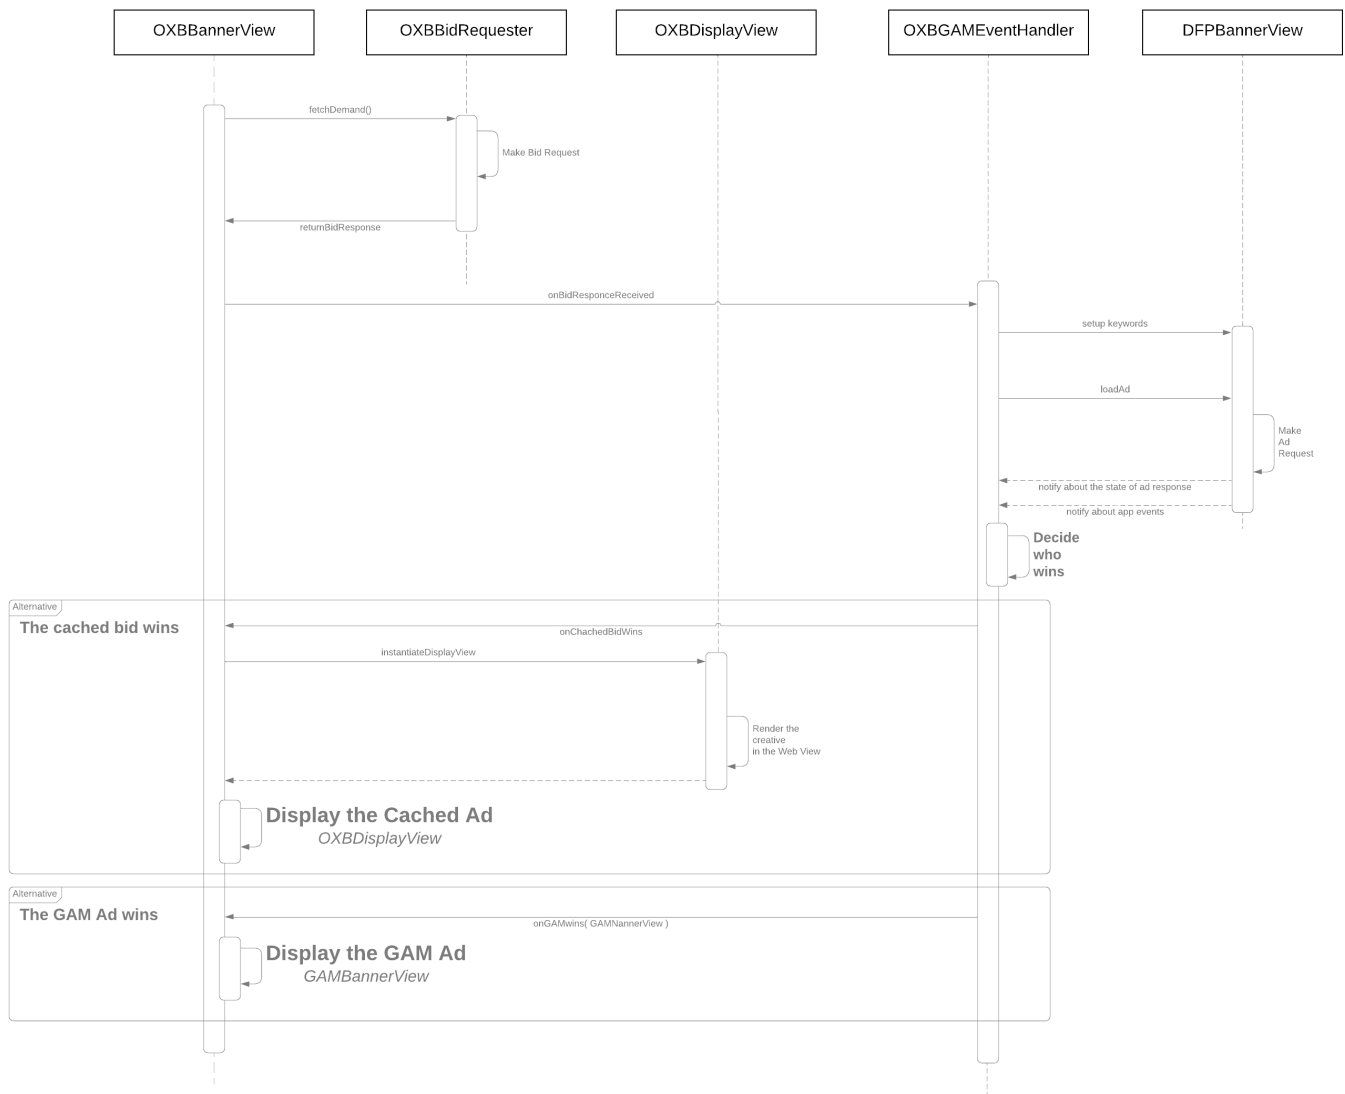 OXBBannerView
OXBBidRequester
OXBDisplayView
OXBGAMEventHandler
DFPBannerView
fetchDemand()
Make Bid Request
returnBidResponse
onBidResponceReceived
setup keywords
loadAd
Make
Ad
Request
notify about the state of ad response
notify about app events
Decide
who
wins
Alternative
The cached bid wins
onChachedBidWins
instantiateDisplayView
Render the
creative
in the Web View
Display the Cached Ad
OXBDisplayView
Alternative
The GAM Ad wins
onGAMwins( GAMNannerView )
Display the GAM Ad
GAMBannerView